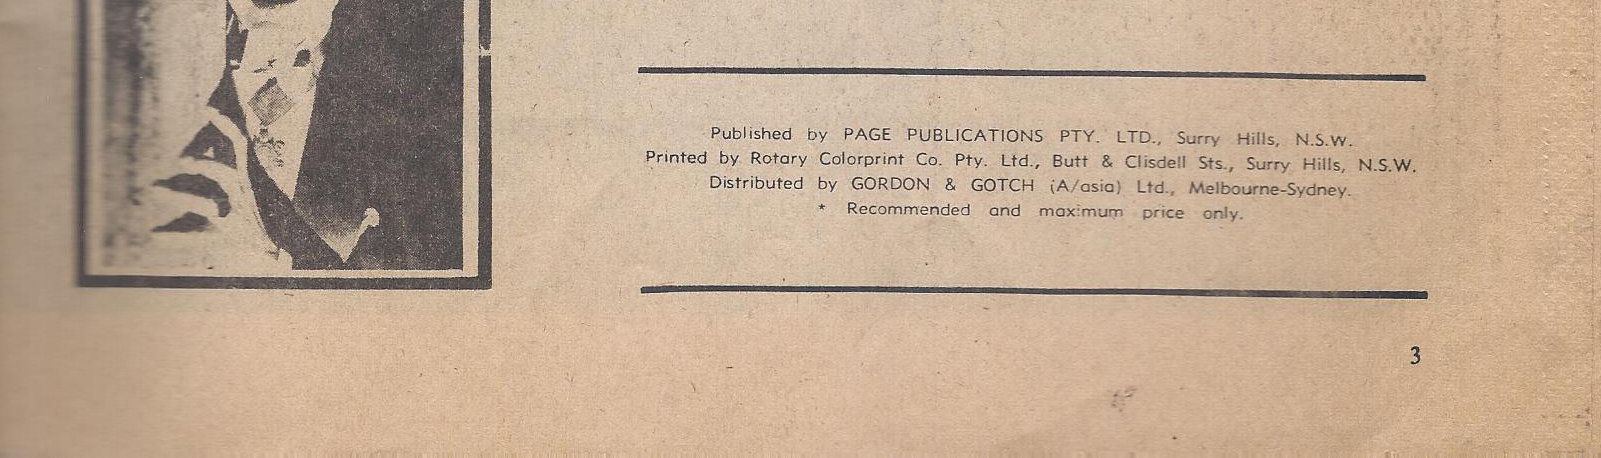 Published by PAGE PUBLICATIONS PTY. LTD., Surry Hills, N.S.W.
Printed by Rotary Colorprint Co. Pty. Ltd., Butt & Clisdell Sts., Surry Hills, N.S.W.
Distributed by GORDON & GOTCH (A/asia) Ltd., Melbourne-Sydney.
* Recommended and maximum price only.
3